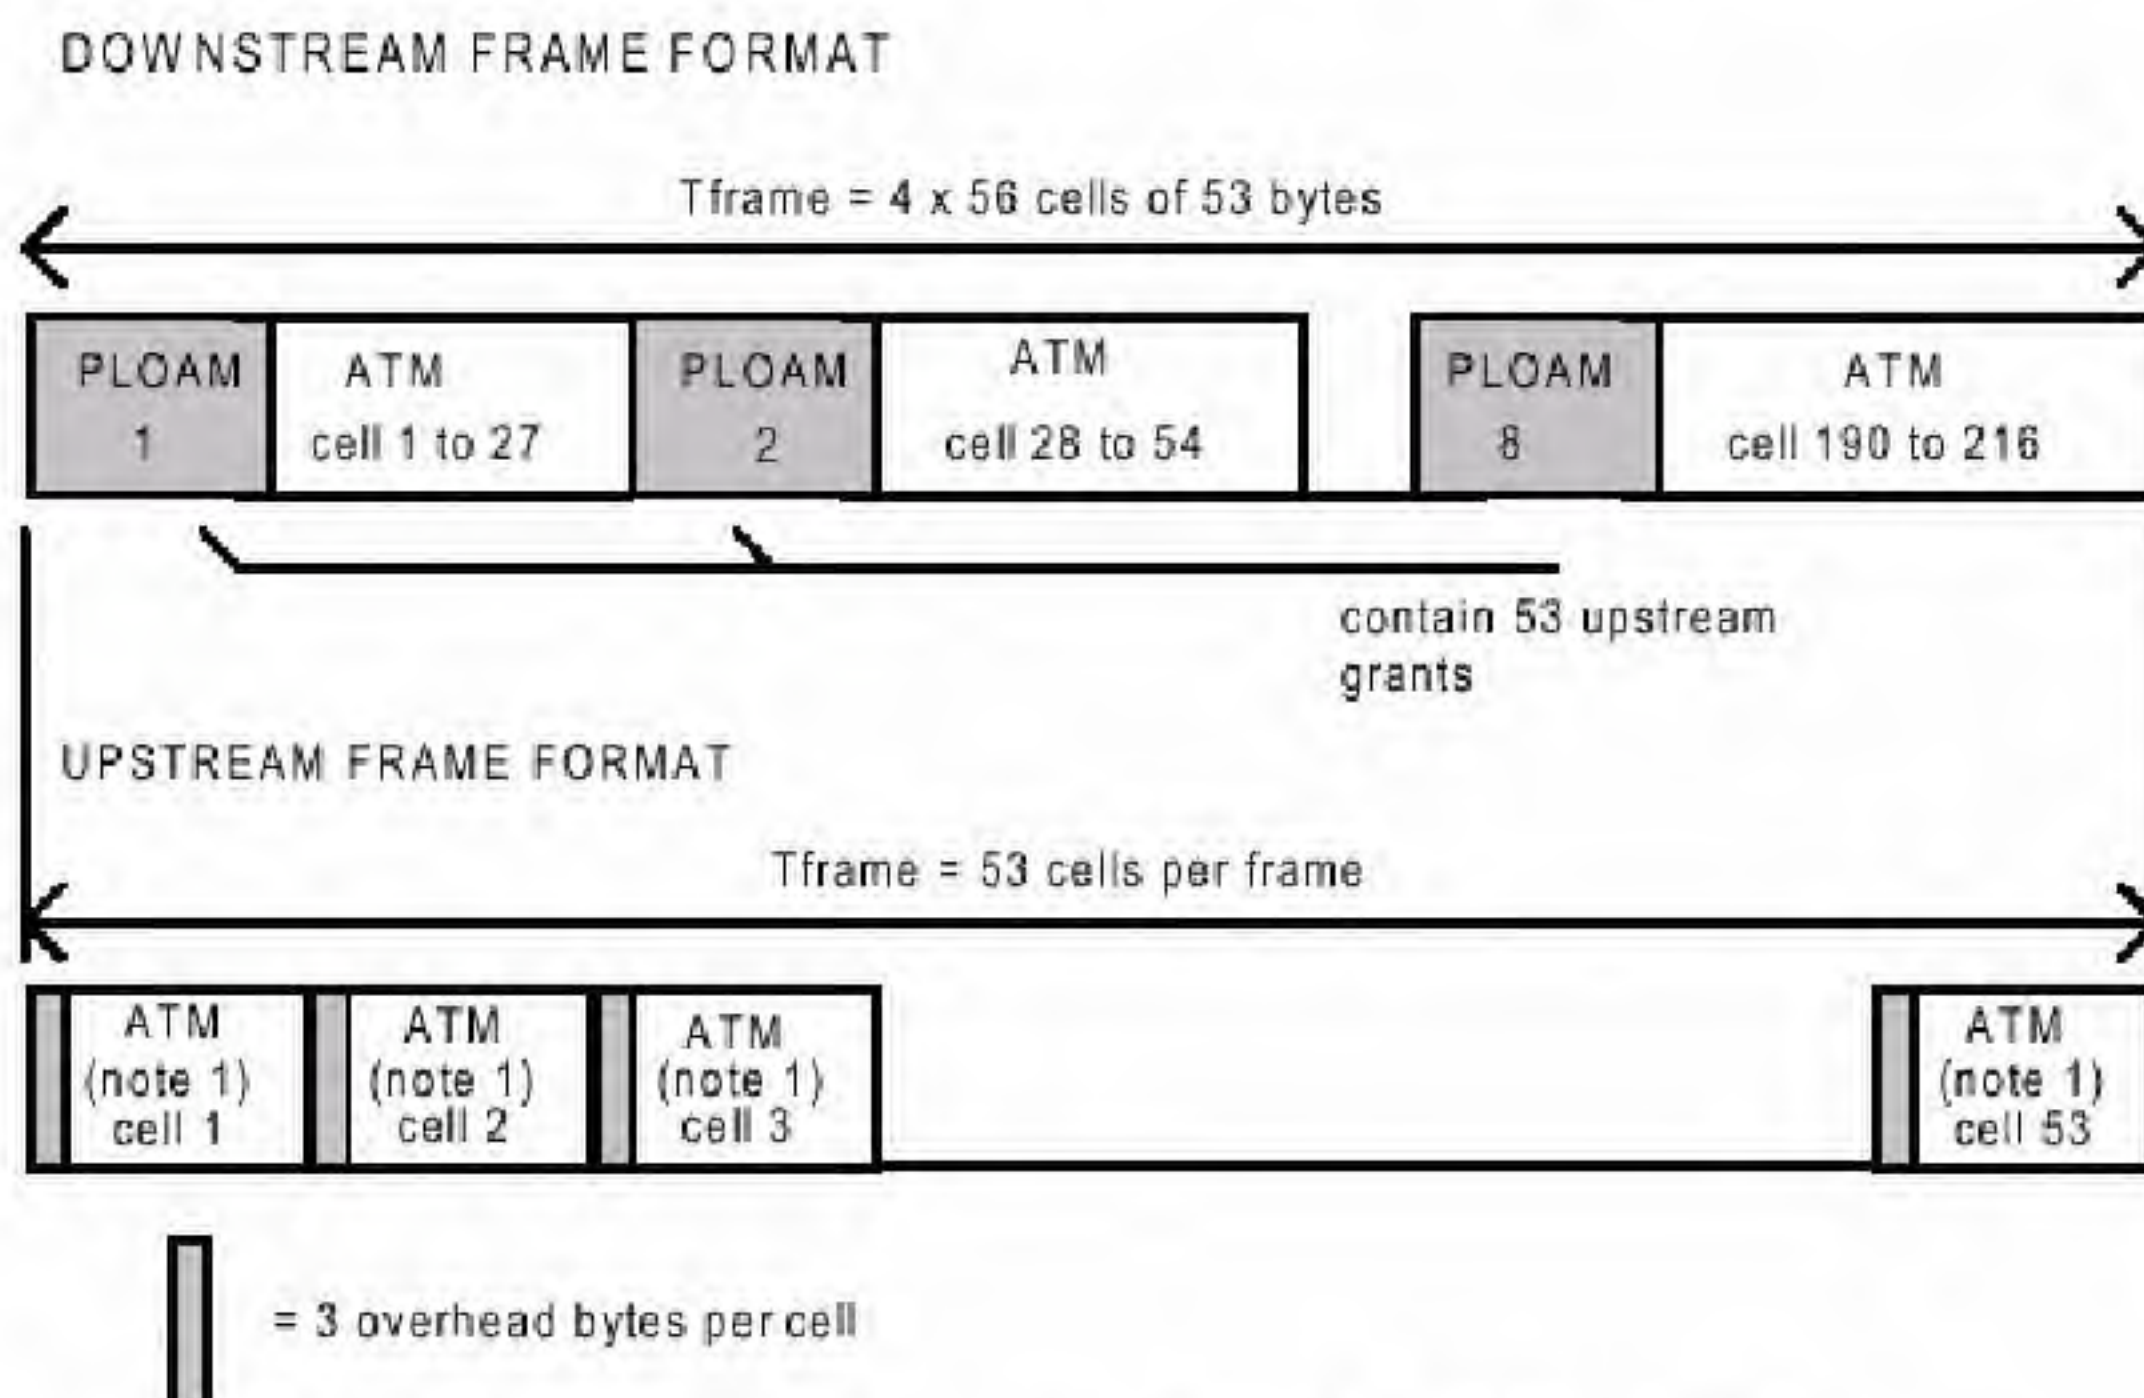 DOWNSTREAM FRAME FORMAT
Tframe = 4 x 56 cells of 53 bytes
PLOAM
1
ATM
cell 1 to 27
PLOAM
2
ATM
cell 28 to 54
PLOAM
8
ATM
cell 190 to 216
contain 53 upstream
grants
UPSTREAM FRAME FORMAT
Tframe = 53 cells per frame
ATM
(note 1)
cell 1
ATM
(note 1)
cell 2
ATM
(note 1)
cell 3
ATM
(note 1)
cell 53
= 3 overhead bytes per cell